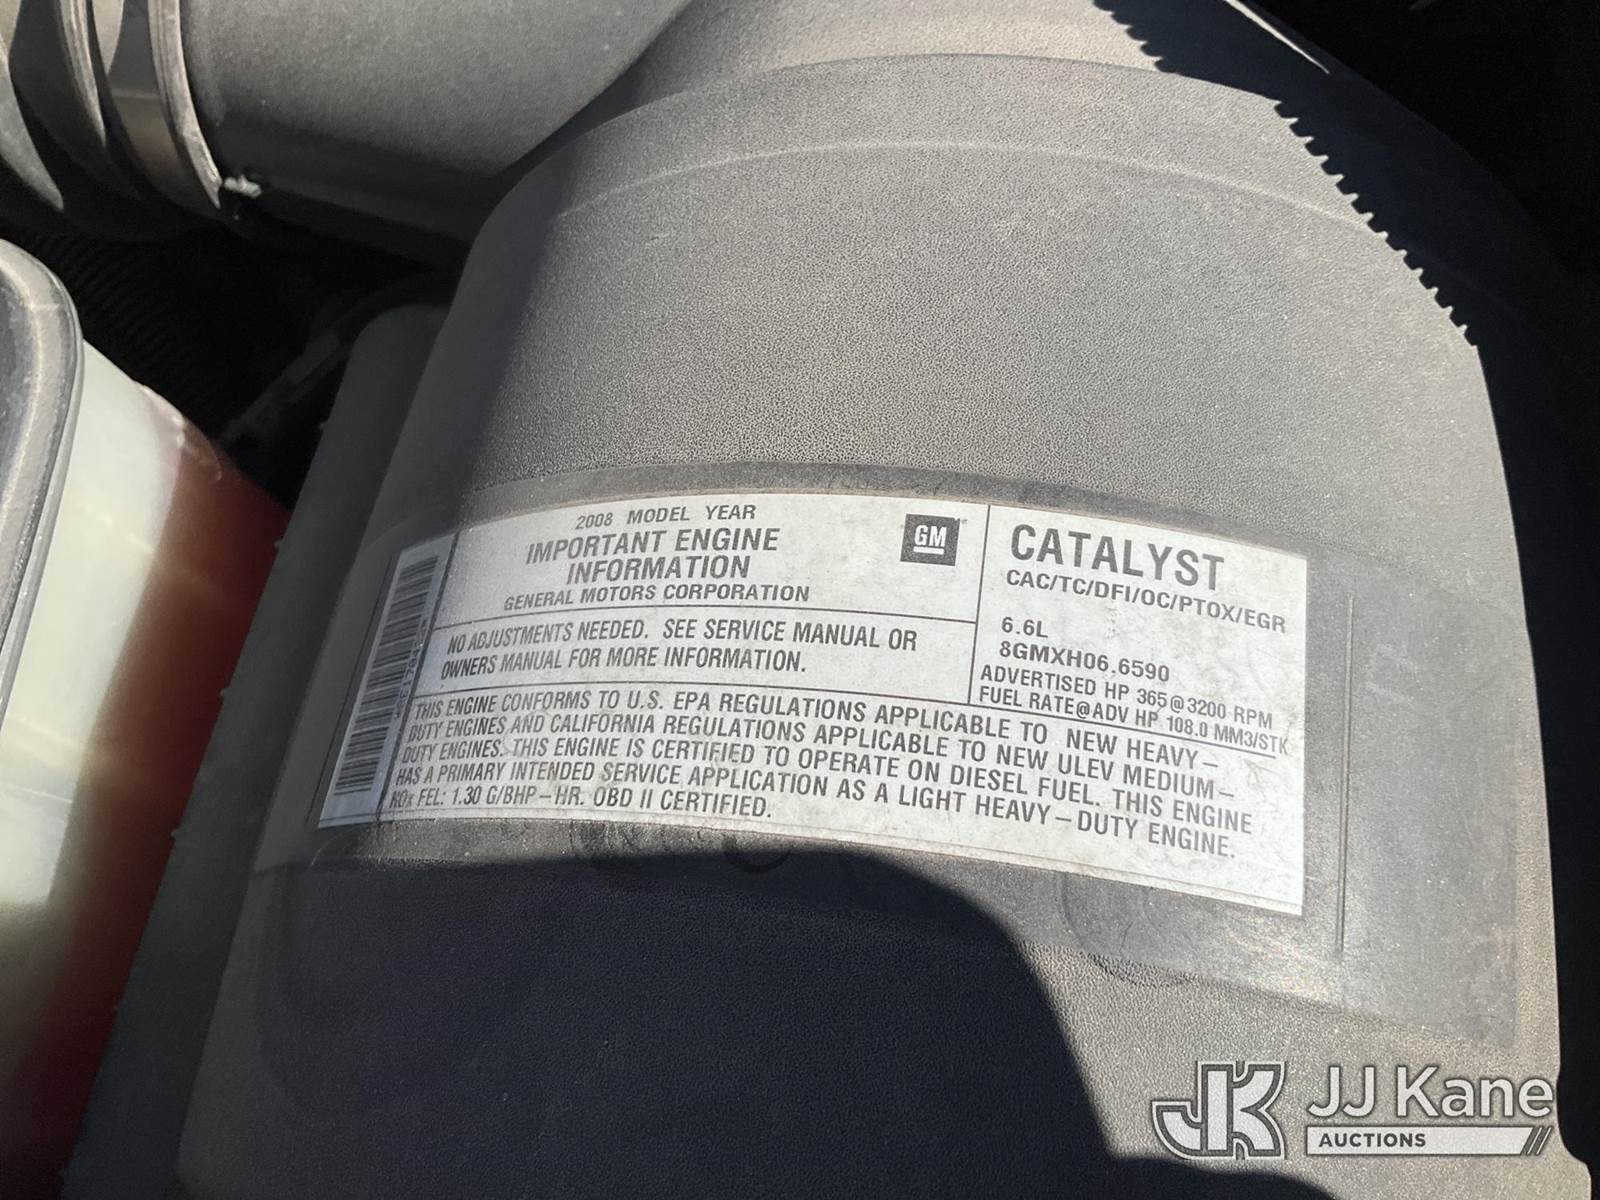 2008 MODEL YEAR
IMPORTANT ENGINE
INFORMATION
GENERAL MOTORS CORPORATION
GM
NO ADJUSTMENTS NEEDED. SEE SERVICE MANUAL OR
OWNERS MANUAL FOR MORE INFORMATION.
CATALYST
CAC/TC/DFI/OC/PTOX/EGR
6.6L
8GMXH06.6590
ADVERTISED HP 365@3200 RPM
FUEL RATE@ADV HP 108.0 MM3/STK
THIS ENGINE CONFORMS TO U.S. EPA REGULATIONS APPLICABLE TO NEW HEAVY-
DUTY ENGINES AND CALIFORNIA REGULATIONS APPLICABLE TO NEW ULEV MEDIUM-
DUTY ENGINES. THIS ENGINE IS CERTIFIED TO OPERATE ON DIESEL FUEL. THIS ENGINE
HAS A PRIMARY INTENDED SERVICE APPLICATION AS A LIGHT HEAVY-DUTY ENGINE.
NOx FEL: 1.30 G/BHP-HR. OBD II CERTIFIED.
JK JJ Kane
AUCTIONS